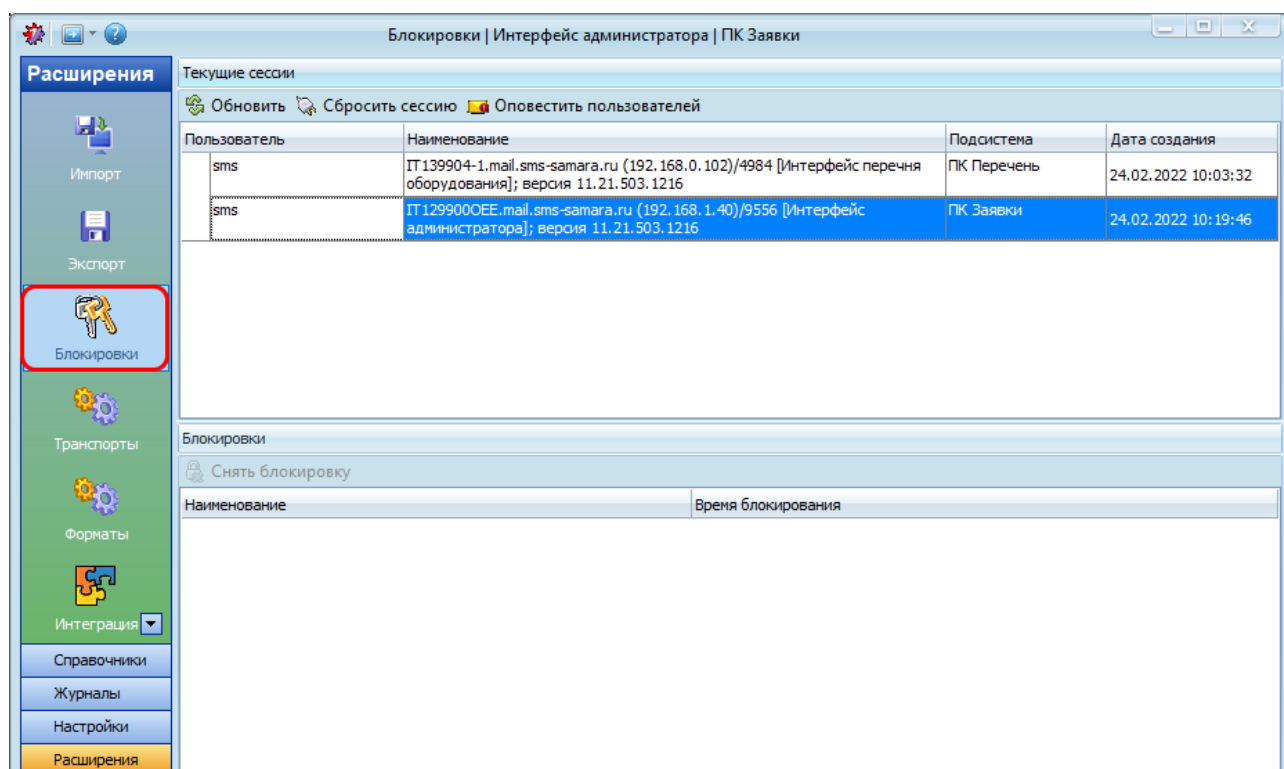 Блокировки | Интерфейс администратора | ПК Заявки
Расширения
Импорт
Экспорт
Блокировки
Транспорты
Форматы
Интеграция
Справочники
Журналы
Настройки
Расширения
Текущие сессии
Обновить Сбросить сессию Оповестить пользователей
Пользователь Наименование Подсистема Дата создания
sms IT139904-1.mail.sms-samara.ru (192.168.0.102)/4984 [Интерфейс перечня ПК Перечень 24.02.2022 10:03:32
оборудования]; версия 11.21.503.1216
sms IT129900OEE.mail.sms-samara.ru (192.168.1.40)/9556 [Интерфейс ПК Заявки 24.02.2022 10:19:46
администратора]; версия 11.21.503.1216
Блокировки
Снять блокировку
Наименование Время блокирования